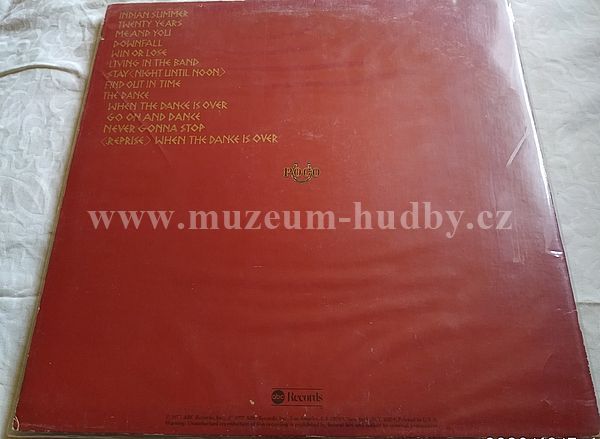 INDIAN SUMMER
TWENTY YEARS
ME AND YOU
DOWNFALL
WIN OR LOSE
LIVING IN THE BAND
STAY <NIGHT UNTIL NOON>
FIND OUT IN TIME
THE DANCE
WHEN THE DANCE IS OVER
GO ON AND DANCE
NEVER GONNA STOP
<REPRISE> WHEN THE DANCE IS OVER
POCO
www.muzeum-hudby.cz
abc Records